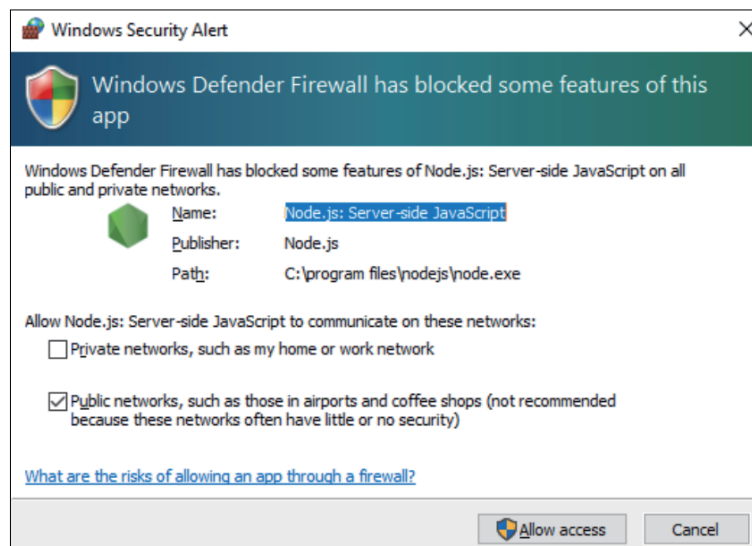 Windows Security Alert
Windows Defender Firewall has blocked some features of this
app
Windows Defender Firewall has blocked some features of Node.js: Server-side JavaScript on all
public and private networks.
Name: Node.js: Server-side JavaScript
Publisher: Node.js
Path: C:\program files\nodejs\node.exe
Allow Node.js: Server-side JavaScript to communicate on these networks:
Private networks, such as my home or work network
Public networks, such as those in airports and coffee shops (not recommended
because these networks often have little or no security)
What are the risks of allowing an app through a firewall?
Allow access Cancel